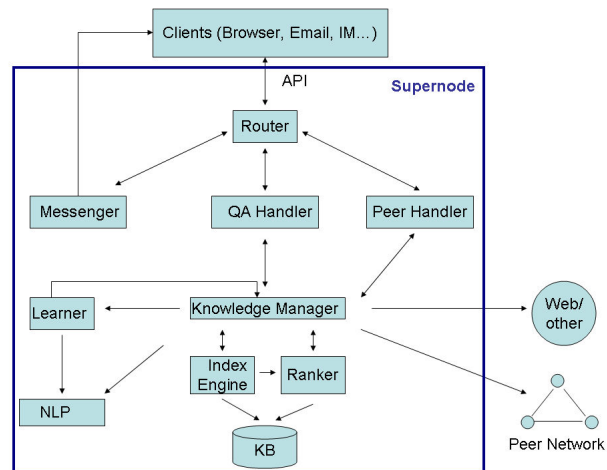 Clients (Browser, Email, IM…)
API
Supernode
Router
Messenger
QA Handler
Peer Handler
Learner
Knowledge Manager
Web/
other
Index
Engine
Ranker
NLP
KB
Peer Network